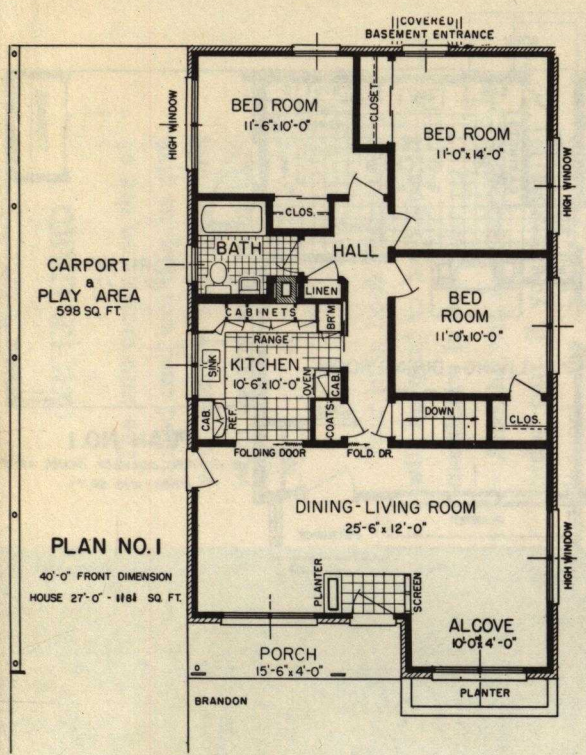 COVERED
BASEMENT ENTRANCE
HIGH WINDOW
BED ROOM
11'-6"x10'-0"
CLOSET
BED ROOM
11'-0"x14'-0"
HIGH WINDOW
CLOS.
BATH
HALL
LINEN
CARPORT
&
PLAY AREA
598 SQ. FT.
BED
ROOM
11'-0"x10'-0"
CABINETS
BR'M
RANGE
SINK
KITCHEN
10'-6"x10'-0"
OVEN
CAB.
CAB.
REF.
COATS
DOWN
CLOS.
FOLDING DOOR
FOLD. DR.
DINING-LIVING ROOM
25'-6"x12'-0"
HIGH WINDOW
PLAN NO.1
40'-0" FRONT DIMENSION
HOUSE 27'-0" - 1181 SQ. FT.
PLANTER
SCREEN
ALCOVE
10'-0"x4'-0"
PORCH
15'-6"x4'-0"
PLANTER
BRANDON